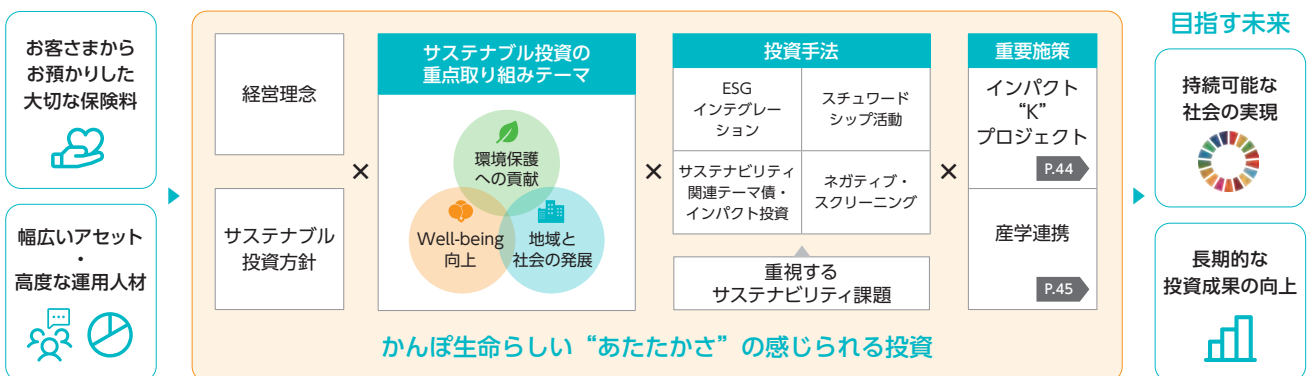 お客さまから
お預かりした
大切な保険料
幅広いアセット
・
高度な運用人材
経営理念
サステナブル
投資方針
×
サステナブル投資の
重点取り組みテーマ
環境保護
への貢献
Well-being
向上
地域と
社会の発展
×
投資手法
ESG
インテグレー
ション
スチュワード
シップ活動
サステナビリティ
関連テーマ債・
インパクト投資
ネガティブ・
スクリーニング
重視する
サステナビリティ課題
×
重要施策
インパクト
“K”
プロジェクト
P.44
産学連携
P.45
かんぽ生命らしい“あたたかさ”の感じられる投資
目指す未来
持続可能な
社会の実現
長期的な
投資成果の向上